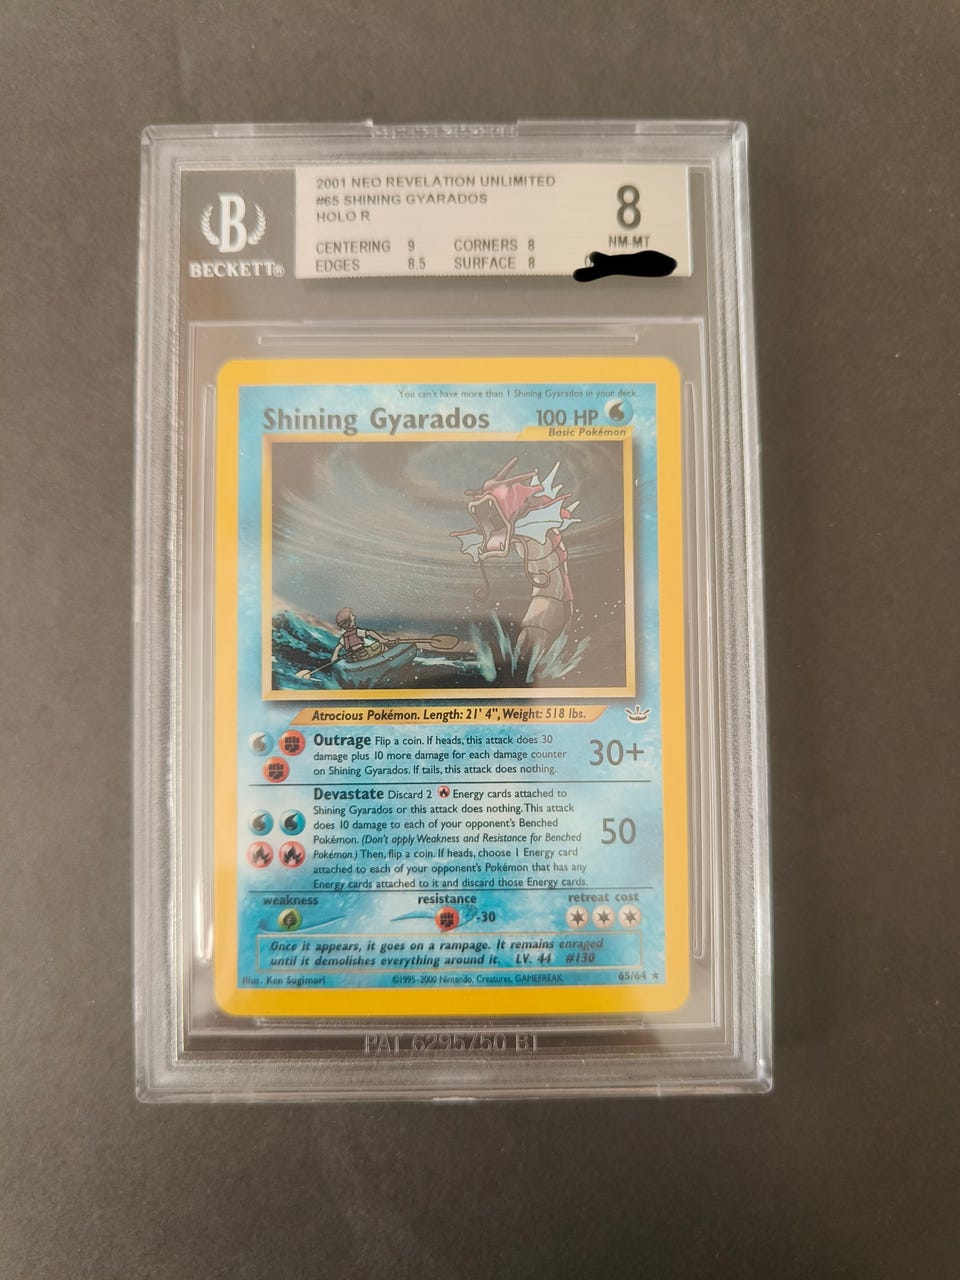 B
BECKETT®
2001 NEO REVELATION UNLIMITED
#65 SHINING GYARADOS
HOLO R
CENTERING 9 CORNERS 8
EDGES 8.5 SURFACE 8
8
NM-MT
You can't have more than 1 Shining Gyarados in your deck.
Shining Gyarados 100 HP
Basic Pokémon
Atrocious Pokémon. Length: 21' 4", Weight: 518 lbs.
Outrage Flip a coin. If heads, this attack does 30
damage plus 10 more damage for each damage counter
on Shining Gyarados. If tails, this attack does nothing.
30+
Devastate Discard 2 Energy cards attached to
Shining Gyarados or this attack does nothing. This attack
does 10 damage to each of your opponent's Benched
Pokémon. (Don't apply Weakness and Resistance for Benched
Pokémon.) Then, flip a coin. If heads, choose 1 Energy card
attached to each of your opponent's Pokémon that has any
Energy cards attached to it and discard those Energy cards.
50
weakness resistance retreat cost
-30
Once it appears, it goes on a rampage. It remains enraged
until it demolishes everything around it. LV. 44 #130
Illus. Ken Sugimori ©1995-2000 Nintendo, Creatures, GAMEFREAK. 65/64 ★
PAT 6295750 B1